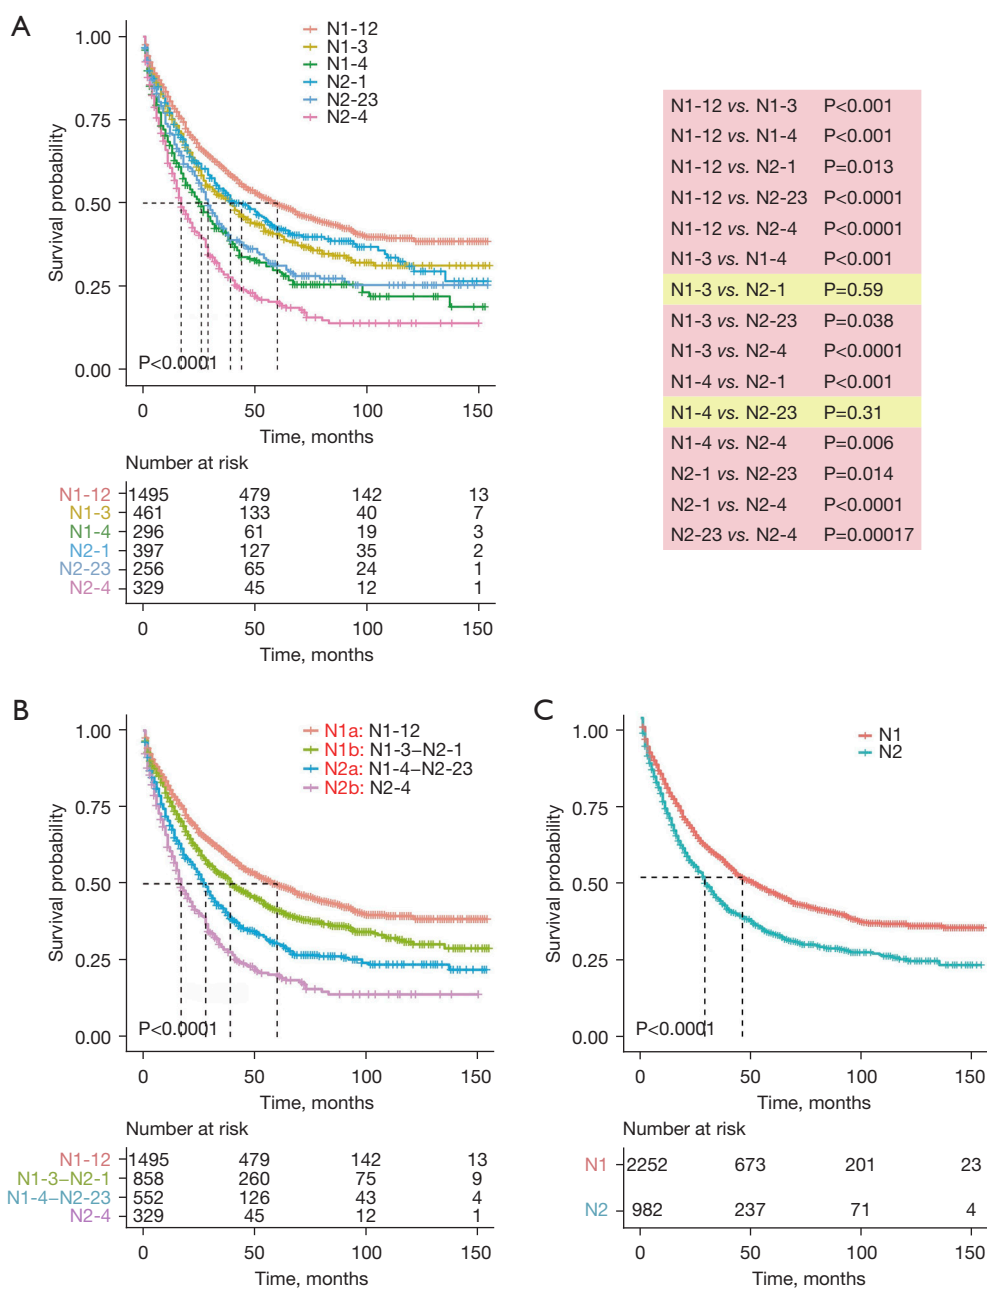 A
1.00
0.75
0.50
0.25
0.00
Survival probability
N1-12
N1-3
N1-4
N2-1
N2-23
N2-4
P<0.0001
0 50 100 150
Time, months
Number at risk
N1-12 1495 479 142 13
N1-3 461 133 40 7
N1-4 296 61 19 3
N2-1 397 127 35 2
N2-23 256 65 24 1
N2-4 329 45 12 1
0 50 100 150
Time, months
N1-12 vs. N1-3 P<0.001
N1-12 vs. N1-4 P<0.001
N1-12 vs. N2-1 P=0.013
N1-12 vs. N2-23 P<0.0001
N1-12 vs. N2-4 P<0.0001
N1-3 vs. N1-4 P<0.001
N1-3 vs. N2-1 P=0.59
N1-3 vs. N2-23 P=0.038
N1-3 vs. N2-4 P<0.0001
N1-4 vs. N2-1 P<0.001
N1-4 vs. N2-23 P=0.31
N1-4 vs. N2-4 P=0.006
N2-1 vs. N2-23 P=0.014
N2-1 vs. N2-4 P<0.0001
N2-23 vs. N2-4 P=0.00017
B
1.00
0.75
0.50
0.25
0.00
Survival probability
N1a: N1-12
N1b: N1-3–N2-1
N2a: N1-4–N2-23
N2b: N2-4
P<0.0001
0 50 100 150
Time, months
Number at risk
N1-12 1495 479 142 13
N1-3–N2-1 858 260 75 9
N1-4–N2-23 552 126 43 4
N2-4 329 45 12 1
0 50 100 150
Time, months
C
1.00
0.75
0.50
0.25
0.00
Survival probability
N1
N2
P<0.0001
0 50 100 150
Time, months
Number at risk
N1 2252 673 201 23
N2 982 237 71 4
0 50 100 150
Time, months